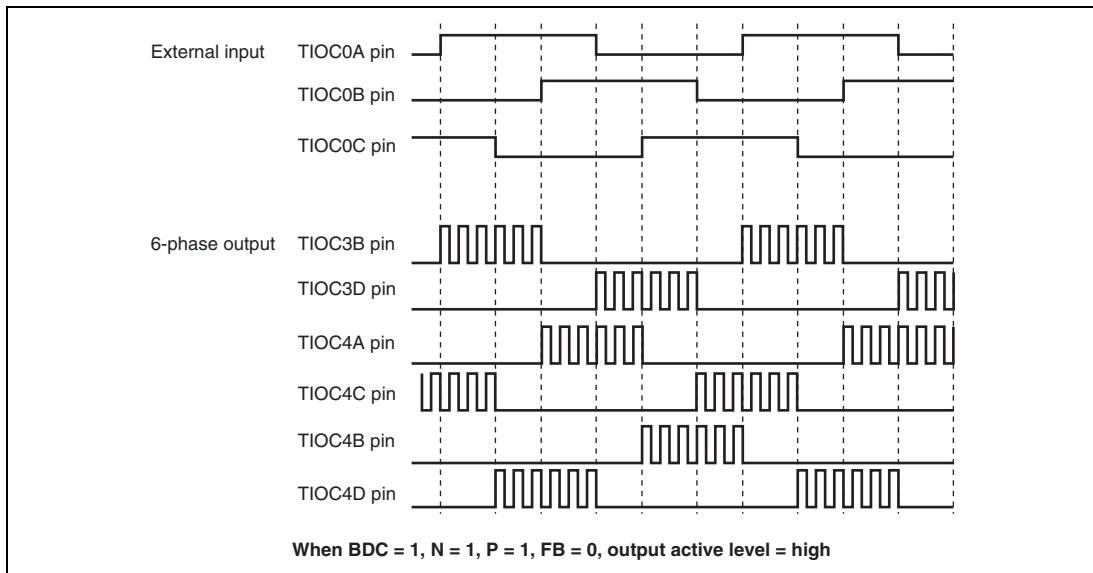 External input TIOC0A pin
TIOC0B pin
TIOC0C pin
6-phase output TIOC3B pin
TIOC3D pin
TIOC4A pin
TIOC4C pin
TIOC4B pin
TIOC4D pin
When BDC = 1, N = 1, P = 1, FB = 0, output active level = high